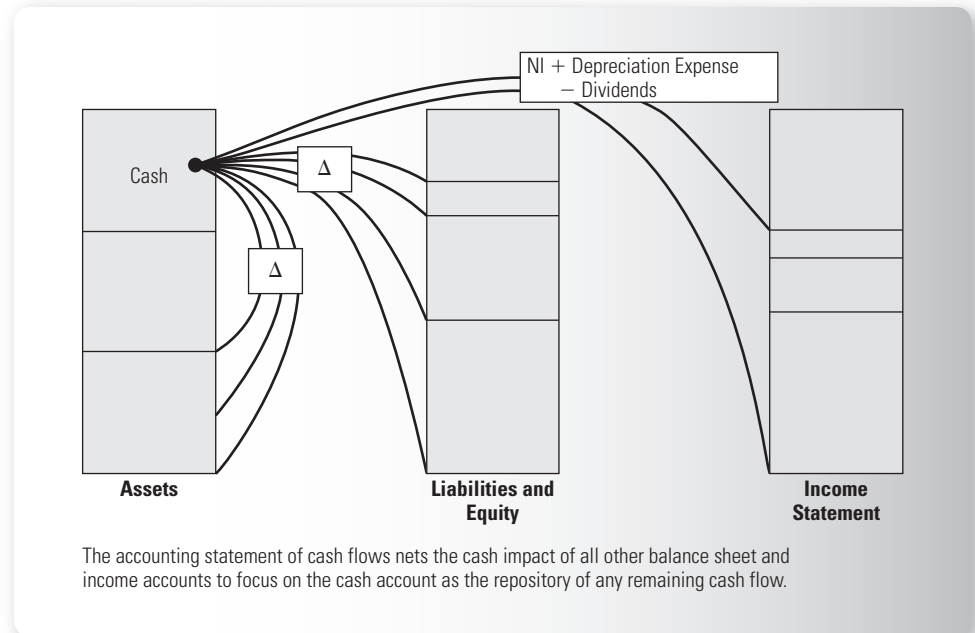 NI + Depreciation Expense
− Dividends
Cash
Δ
Δ
Assets
Liabilities and
Equity
Income
Statement
The accounting statement of cash flows nets the cash impact of all other balance sheet and
income accounts to focus on the cash account as the repository of any remaining cash flow.